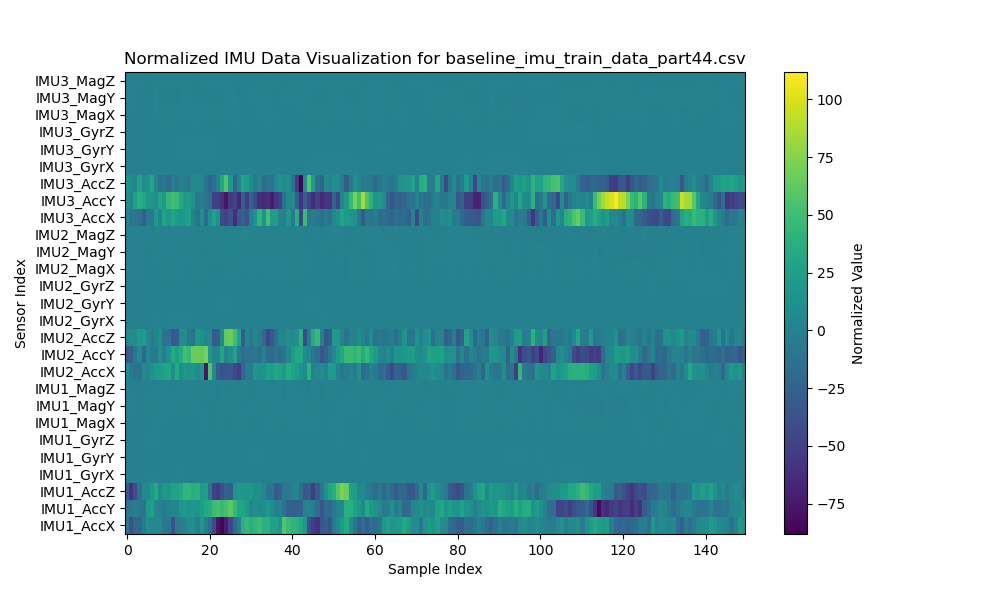 Normalized IMU Data Visualization for baseline_imu_train_data_part44.csv
IMU3_MagZ
IMU3_MagY
IMU3_MagX
IMU3_GyrZ
IMU3_GyrY
IMU3_GyrX
IMU3_AccZ
IMU3_AccY
IMU3_AccX
IMU2_MagZ
IMU2_MagY
IMU2_MagX
IMU2_GyrZ
IMU2_GyrY
IMU2_GyrX
IMU2_AccZ
IMU2_AccY
IMU2_AccX
IMU1_MagZ
IMU1_MagY
IMU1_MagX
IMU1_GyrZ
IMU1_GyrY
IMU1_GyrX
IMU1_AccZ
IMU1_AccY
IMU1_AccX
Sensor Index
0 20 40 60 80 100 120 140
Sample Index
100
75
50
25
0
−25
−50
−75
Normalized Value